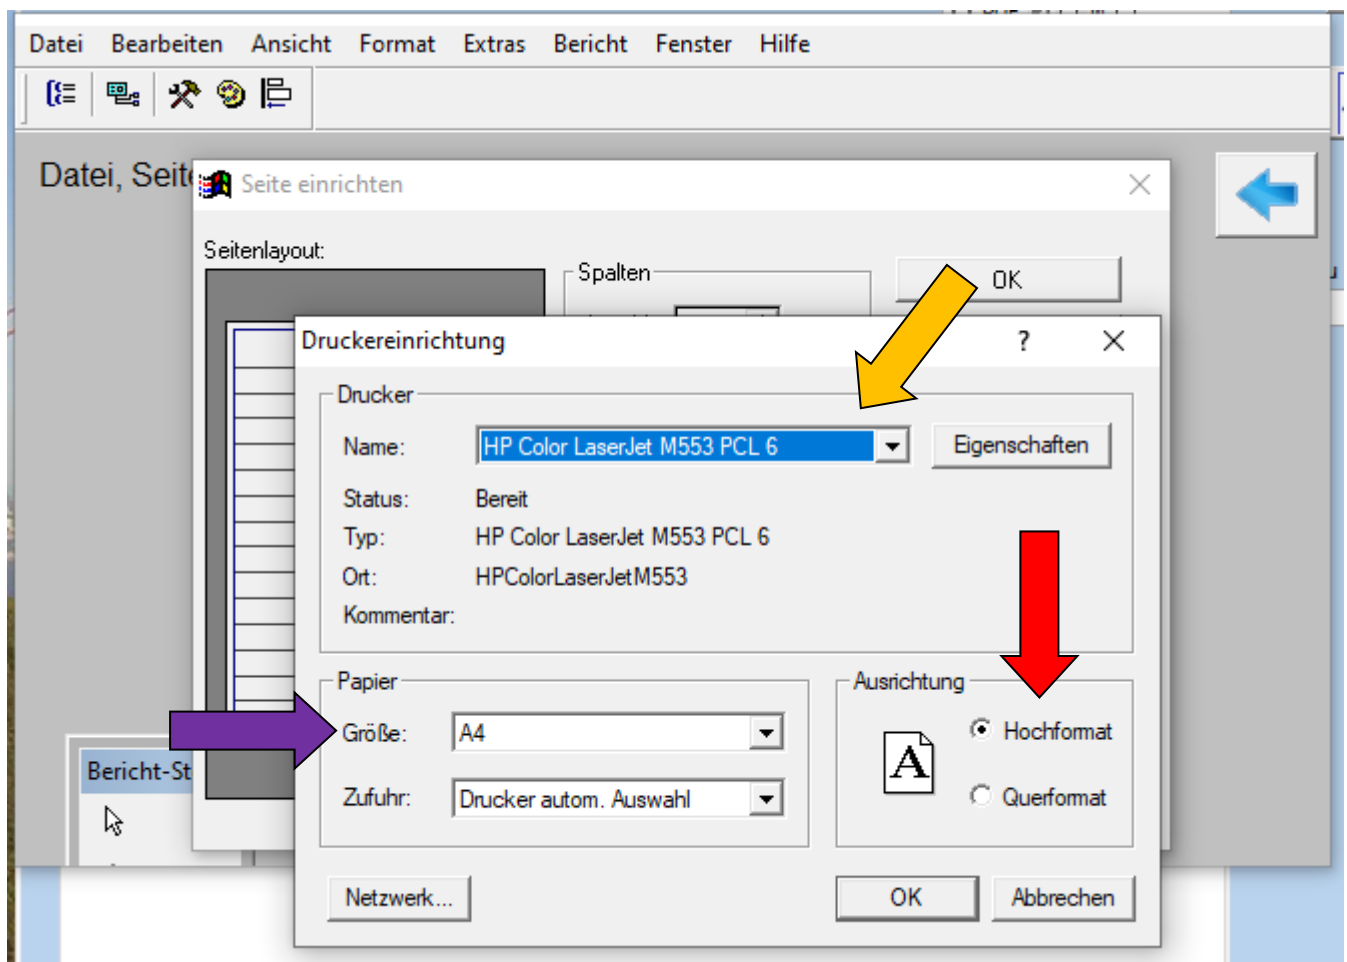 Datei Bearbeiten Ansicht Format Extras Bericht Fenster Hilfe
Datei, Seite
Seite einrichten
Seitenlayout:
Spalten
OK
Druckereinrichtung
?
Drucker
Name: HP Color LaserJet M553 PCL 6 Eigenschaften
Status: Bereit
Typ: HP Color LaserJet M553 PCL 6
Ort: HPColorLaserJetM553
Kommentar:
Papier
Größe: A4
Zufuhr: Drucker autom. Auswahl
Ausrichtung
A
Hochformat
Querformat
Bericht-St
Netzwerk... OK Abbrechen